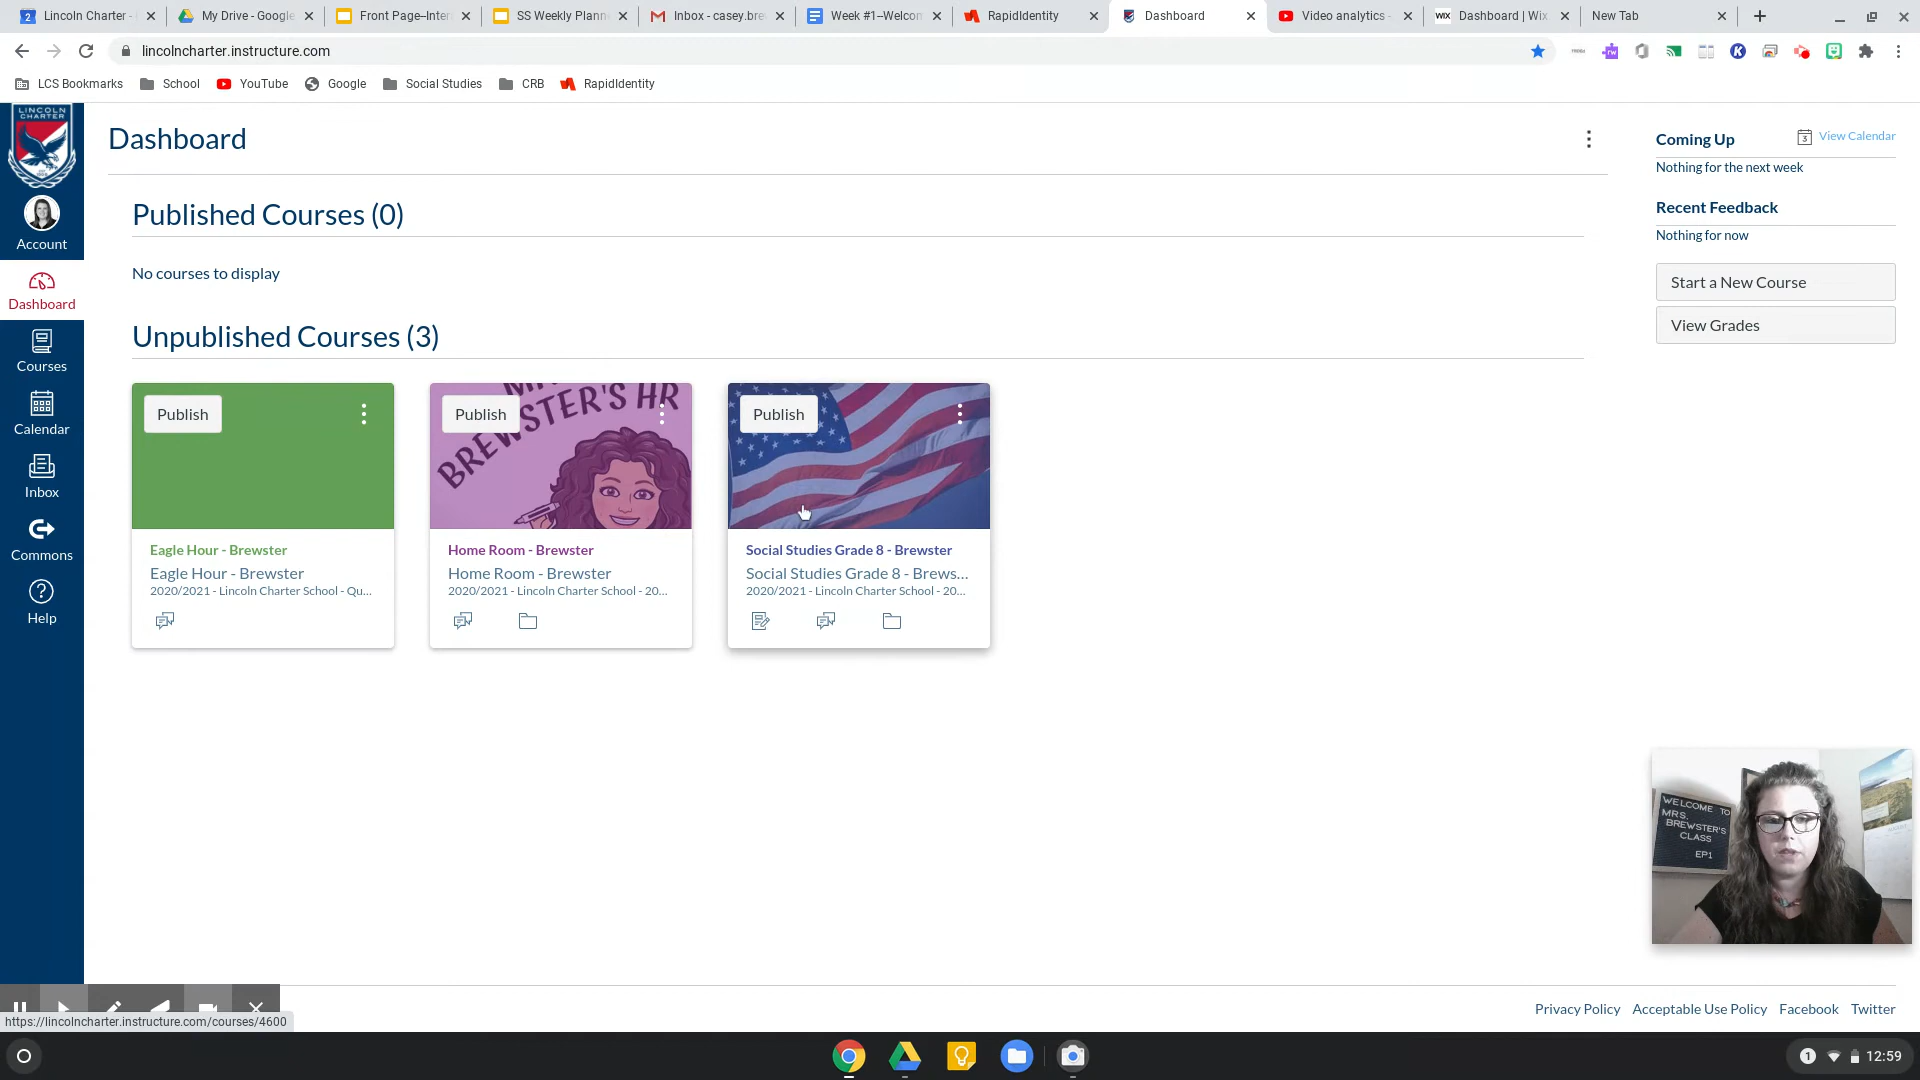 Lincoln Charter -
My Drive - Google
Front Page–Inter
SS Weekly Plann
Inbox - casey.bre
Week #1–Welcom
RapidIdentity
Dashboard
Video analytics -
WIX Dashboard | Wix
New Tab
lincolncharter.instructure.com
LCS Bookmarks
School
YouTube
Google
Social Studies
CRB
RapidIdentity
LINCOLN
CHARTER
Account
Dashboard
Courses
Calendar
Inbox
Commons
Help
Dashboard
Published Courses (0)
No courses to display
Unpublished Courses (3)
Publish
Eagle Hour - Brewster
Eagle Hour - Brewster
2020/2021 - Lincoln Charter School - Qu...
Publish
BREWSTER'S HR
Home Room - Brewster
Home Room - Brewster
2020/2021 - Lincoln Charter School - 20...
Publish
Social Studies Grade 8 - Brewster
Social Studies Grade 8 - Brews...
2020/2021 - Lincoln Charter School - 20...
Coming Up
View Calendar
Nothing for the next week
Recent Feedback
Nothing for now
Start a New Course
View Grades
WELCOME TO
MRS.
BREWSTER'S
CLASS
EP1
https://lincolncharter.instructure.com/courses/4600
Privacy Policy
Acceptable Use Policy
Facebook
Twitter
1
12:59